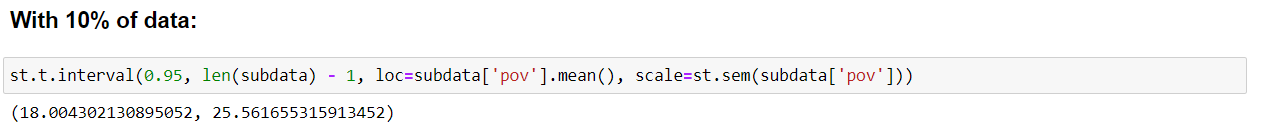 With 10% of data:
st.t.interval(0.95, len(subdata) - 1, loc=subdata['pov'].mean(), scale=st.sem(subdata['pov']))
(18.004302130895052, 25.561655315913452)